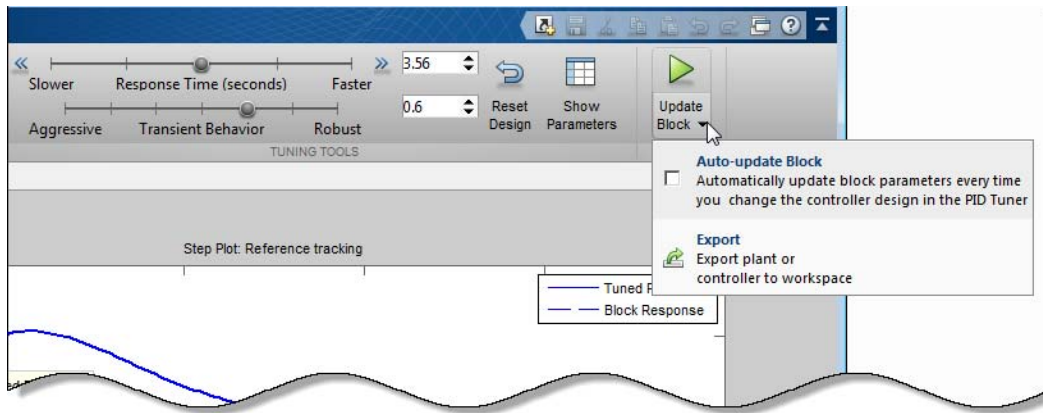 3.56
Slower Response Time (seconds) Faster
0.6
Aggressive Transient Behavior Robust
Reset
Design
Show
Parameters
Update
Block
TUNING TOOLS
Auto-update Block
Automatically update block parameters every time
you change the controller design in the PID Tuner
Export
Export plant or
controller to workspace
Step Plot: Reference tracking
Tuned
Block Response